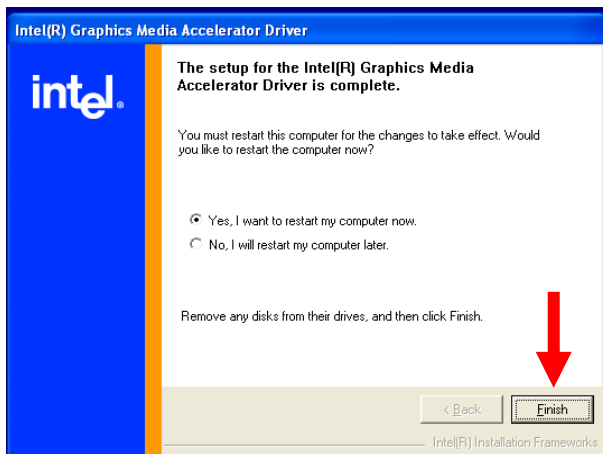 Intel(R) Graphics Media Accelerator Driver
intel®
The setup for the Intel(R) Graphics Media
Accelerator Driver is complete.
You must restart this computer for the changes to take effect. Would
you like to restart the computer now?
Yes, I want to restart my computer now.
No, I will restart my computer later.
Remove any disks from their drives, and then click Finish.
< Back
Finish
Intel(R) Installation Frameworks